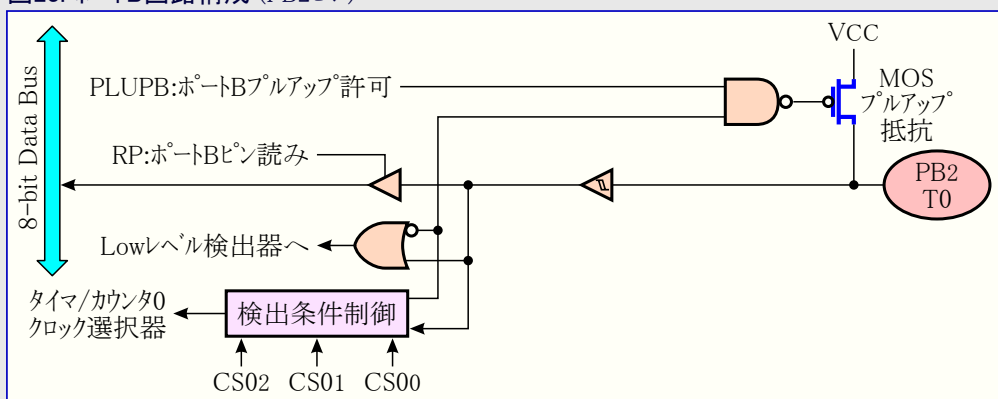 VCC
PLUPB:ポートBプルアップ許可
MOS
プルアップ
抵抗
RP:ポートBピン読み
PB2
T0
8-bit Data Bus
Lowレベル検出器へ
タイマ/カウンタ0
クロック選択器
検出条件制御
CS02 CS01 CS00